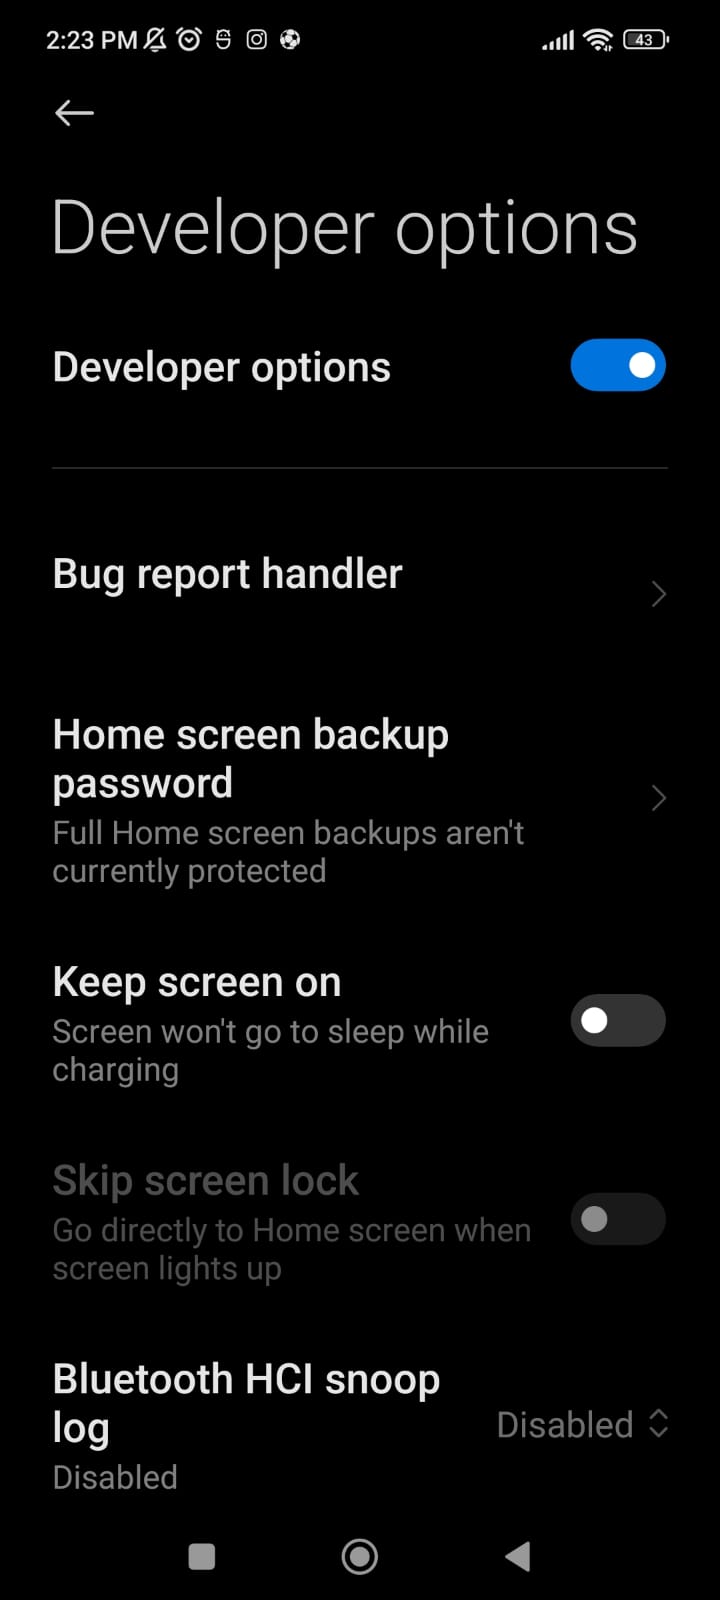 2:23 PM
43
Developer options
Developer options
Bug report handler
Home screen backup
password
Full Home screen backups aren't
currently protected
Keep screen on
Screen won't go to sleep while
charging
Skip screen lock
Go directly to Home screen when
screen lights up
Bluetooth HCI snoop
log
Disabled
Disabled